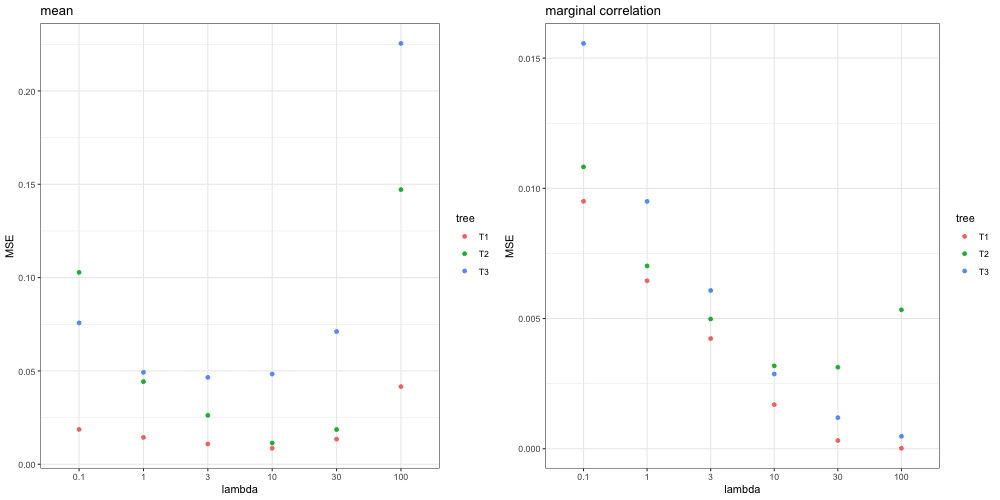 mean
MSE
0.20
0.15
0.10
0.05
0.00
0.1 1 3 10 30 100
lambda
tree
T1
T2
T3
marginal correlation
MSE
0.015
0.010
0.005
0.000
0.1 1 3 10 30 100
lambda
tree
T1
T2
T3